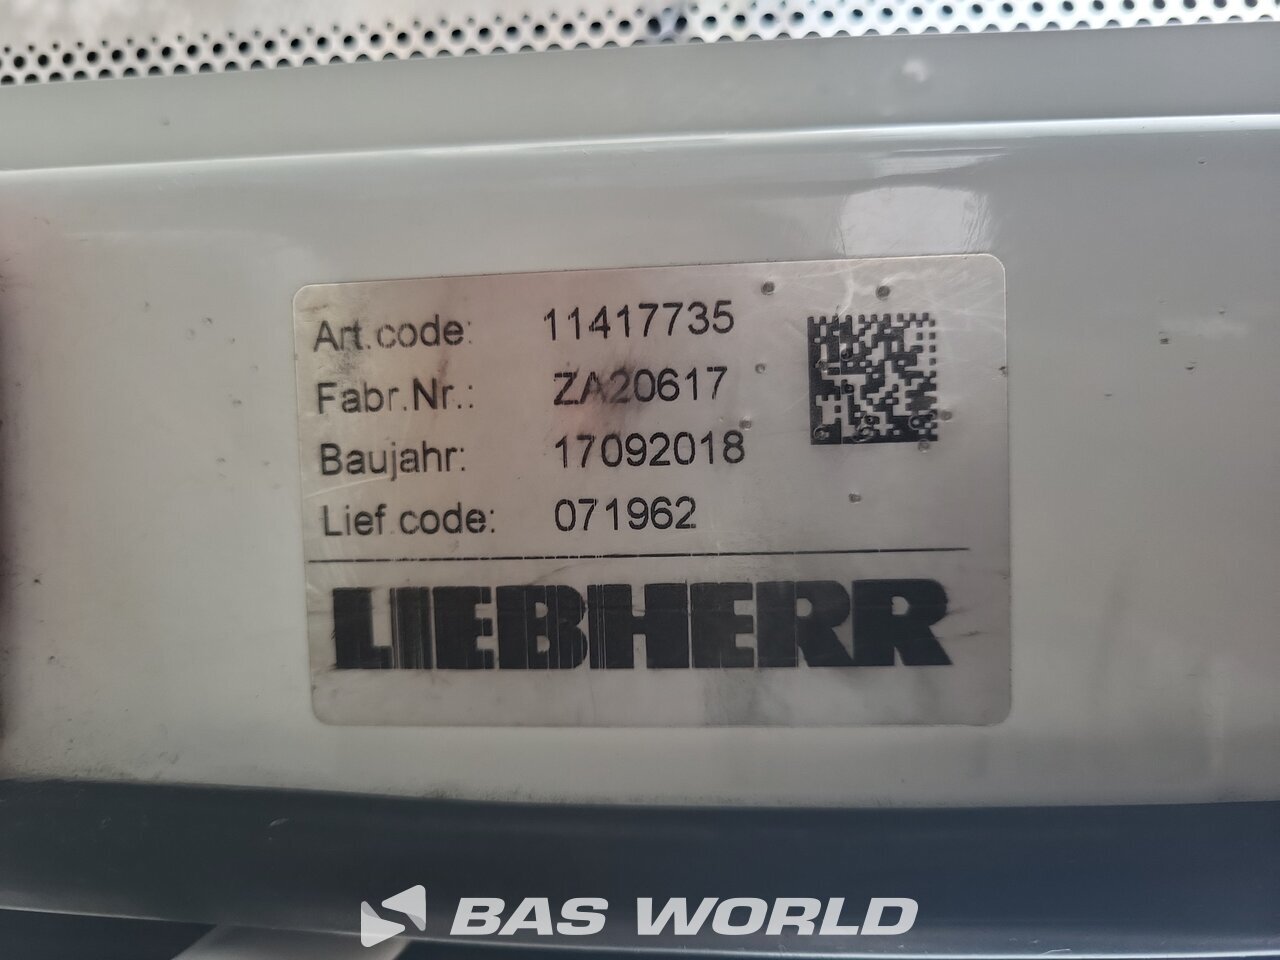 Art.code: 11417735
Fabr.Nr.: ZA20617
Baujahr: 17092018
Lief.code: 071962
LIEBHERR
BAS WORLD